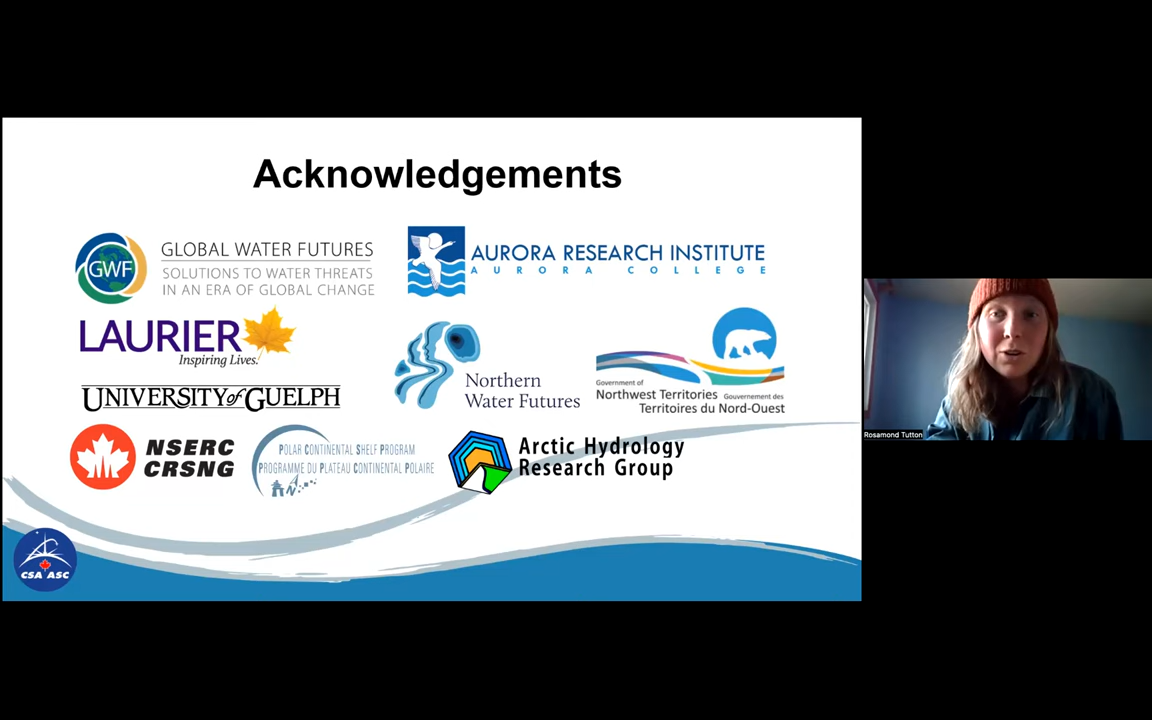 Acknowledgements
GWF
GLOBAL WATER FUTURES
SOLUTIONS TO WATER THREATS
IN AN ERA OF GLOBAL CHANGE
AURORA RESEARCH INSTITUTE
AURORA COLLEGE
LAURIER
Inspiring Lives.
Northern
Water Futures
Government of
Northwest Territories
Gouvernement des
Territoires du Nord-Ouest
UNIVERSITY of GUELPH
NSERC
CRSNG
POLAR CONTINENTAL SHELF PROGRAM
PROGRAMME DU PLATEAU CONTINENTAL POLAIRE
Arctic Hydrology
Research Group
CSA ASC
Rosamond Tutton